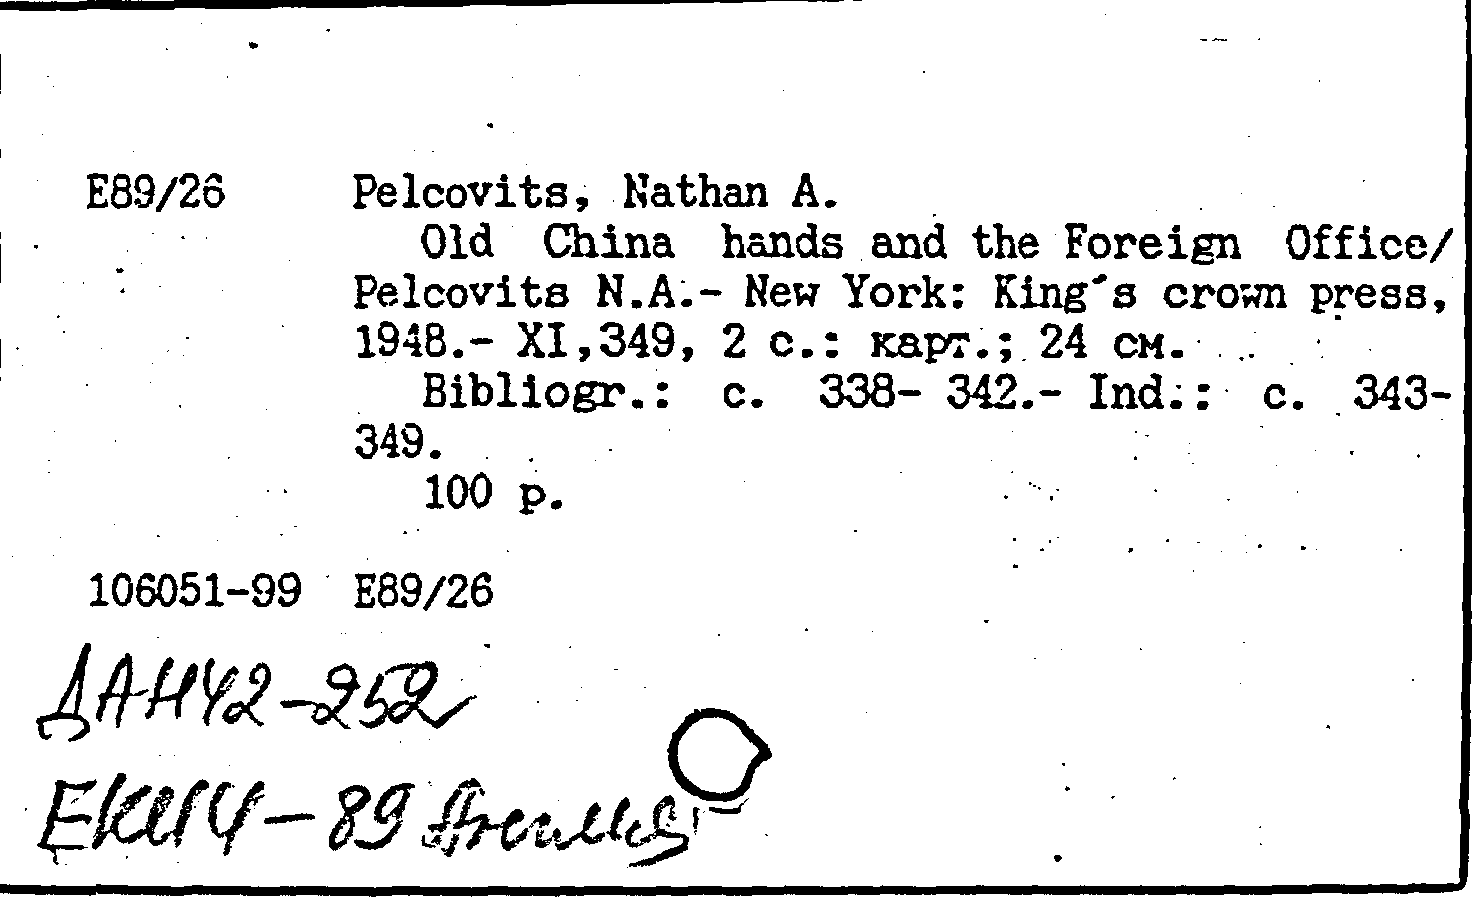 E89/26 Pelcovits, Nathan A.
Old China hands and the Foreign Office/
Pelcovits N.A.- New York: King's crown press,
1948.- XI,349, 2 с.: карт.; 24 см.
Bibliogr.: с. 338- 342.- Ind.: с. 343-
349.
100 р.
106051-99 E89/26
ДАН42-252
- 89